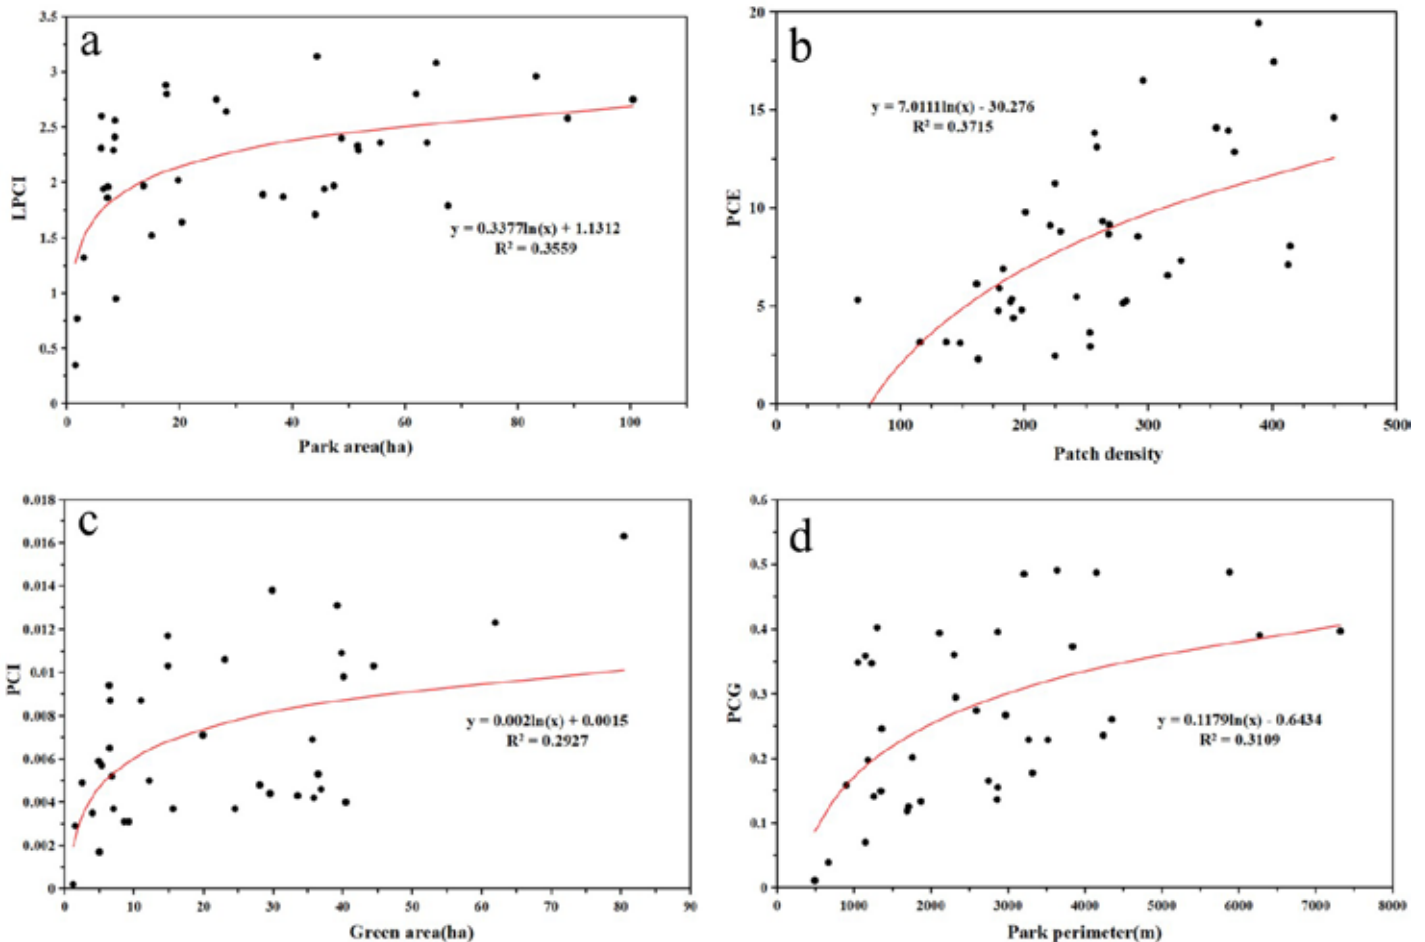 a
LPCI
3.5
3
2.5
2
1.5
1
0.5
0
y = 0.3377ln(x) + 1.1312
R² = 0.3559
0 20 40 60 80 100
Park area(ha)
b
PCE
20
15
10
5
0
y = 7.0111ln(x) - 30.276
R² = 0.3715
0 100 200 300 400 5000
Patch density
c
PCI
0.018
0.016
0.014
0.012
0.01
0.008
0.006
0.004
0.002
0
y = 0.002ln(x) + 0.0015
R² = 0.2927
0 10 20 30 40 50 60 70 80 90
Green area(ha)
d
PCG
0.6
0.5
0.4
0.3
0.2
0.1
0
y = 0.1179ln(x) - 0.6434
R² = 0.3109
0 1000 2000 3000 4000 5000 6000 7000 8000
Park perimeter(m)